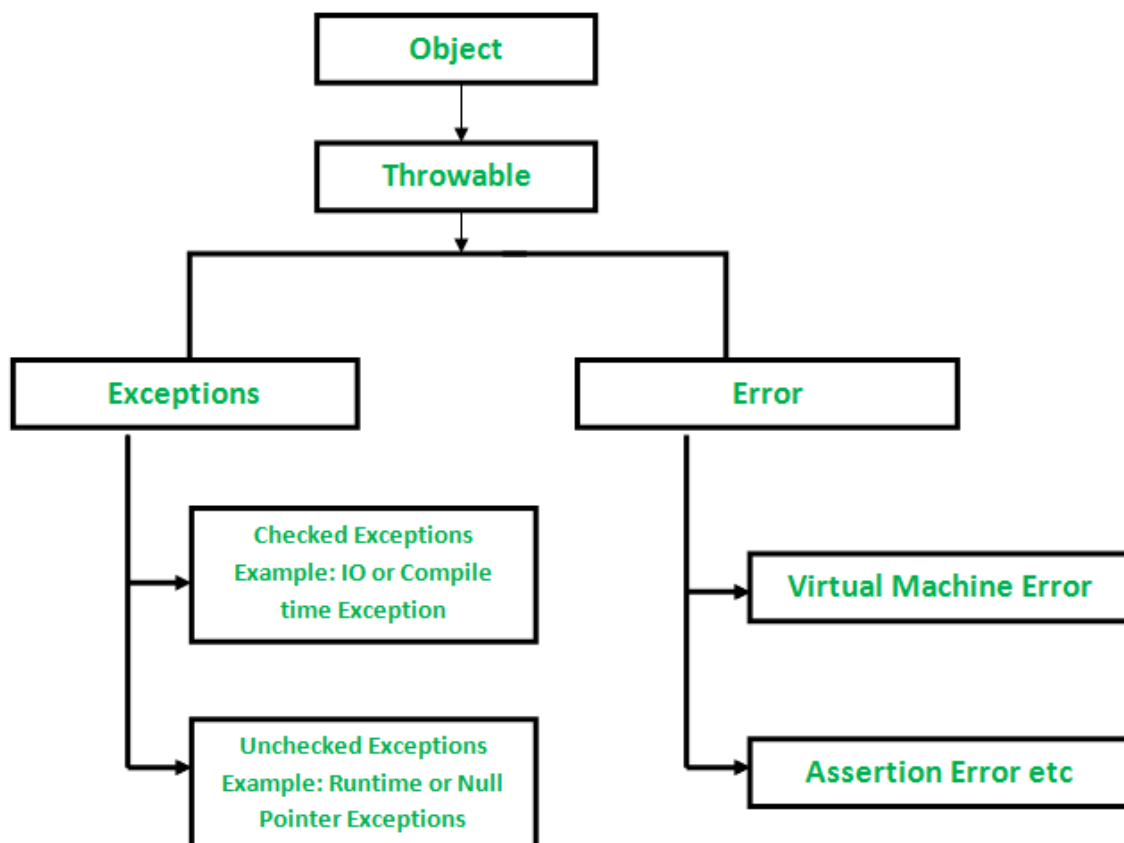 Object
Throwable
Exceptions
Error
Checked Exceptions
Example: IO or Compile
time Exception
Virtual Machine Error
Unchecked Exceptions
Example: Runtime or Null
Pointer Exceptions
Assertion Error etc